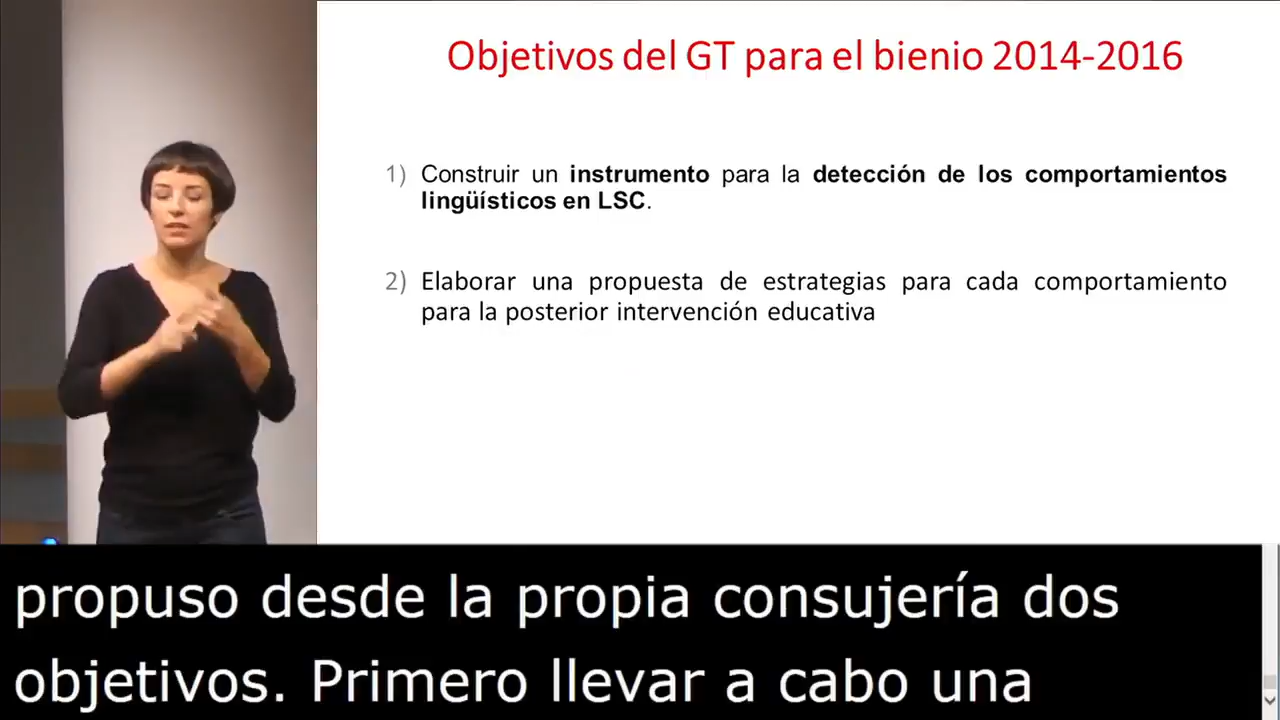 Objetivos del GT para el bienio 2014-2016
1) Construir un instrumento para la detección de los comportamientos
lingüísticos en LSC.
2) Elaborar una propuesta de estrategias para cada comportamiento
para la posterior intervención educativa
propuso desde la propia consujería dos
objetivos. Primero llevar a cabo una